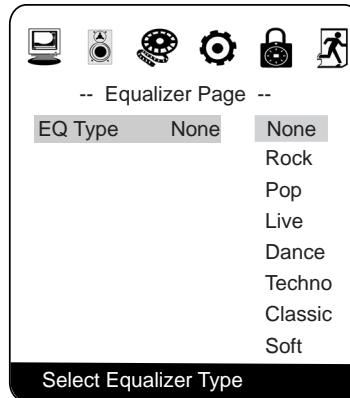 -- Equalizer Page --
EQ Type None None
Rock
Pop
Live
Dance
Techno
Classic
Soft
Select Equalizer Type